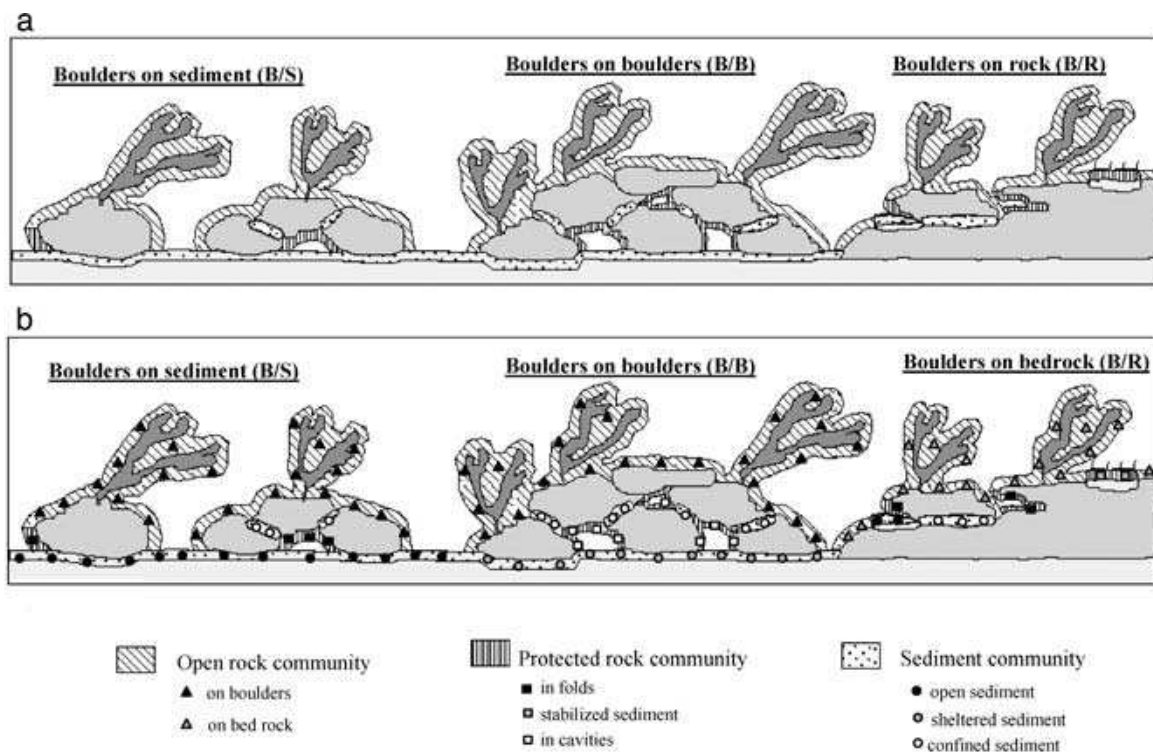 a
Boulders on sediment (B/S)
Boulders on boulders (B/B)
Boulders on rock (B/R)
b
Boulders on sediment (B/S)
Boulders on boulders (B/B)
Boulders on bedrock (B/R)
Open rock community
on boulders
on bed rock
Protected rock community
in folds
stabilized sediment
in cavities
Sediment community
open sediment
sheltered sediment
confined sediment